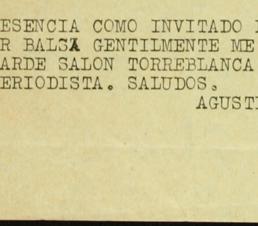 ESENCIA COMO INVITADO
R BALSA GENTILMENTE ME
ARDE SALON TORREBLANCA
ERIODISTA. SALUDOS.
AGUST